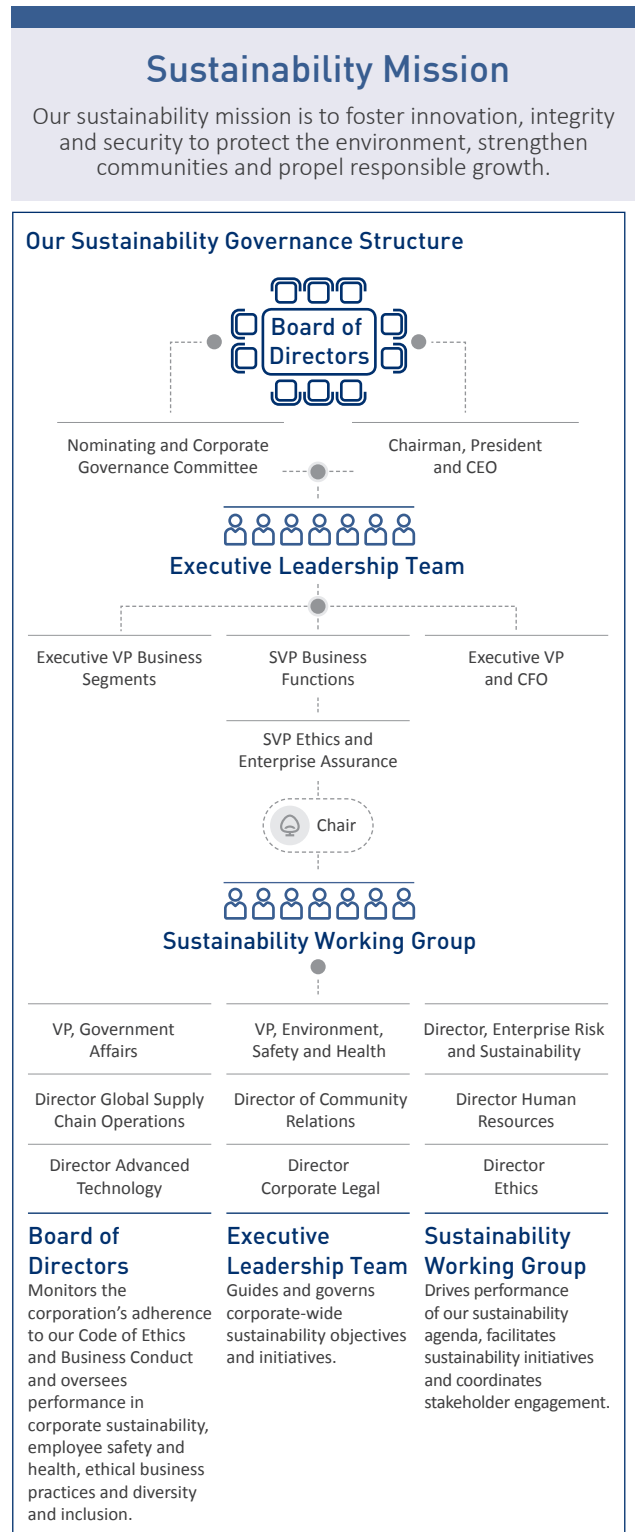 Sustainability Mission
Our sustainability mission is to foster innovation, integrity
and security to protect the environment, strengthen
communities and propel responsible growth.
Our Sustainability Governance Structure
Board of
Directors
Nominating and Corporate
Governance Committee
Chairman, President
and CEO
Executive Leadership Team
Executive VP Business
Segments
SVP Business
Functions
Executive VP
and CFO
SVP Ethics and
Enterprise Assurance
Chair
Sustainability Working Group
VP, Government
Affairs
VP, Environment,
Safety and Health
Director, Enterprise Risk
and Sustainability
Director Global Supply
Chain Operations
Director of Community
Relations
Director Human
Resources
Director Advanced
Technology
Director
Corporate Legal
Director
Ethics
Board of
Directors
Monitors the
corporation’s adherence
to our Code of Ethics
and Business Conduct
and oversees
performance in
corporate sustainability,
employee safety and
health, ethical business
practices and diversity
and inclusion.
Executive
Leadership Team
Guides and governs
corporate-wide
sustainability objectives
and initiatives.
Sustainability
Working Group
Drives performance
of our sustainability
agenda, facilitates
sustainability initiatives
and coordinates
stakeholder engagement.